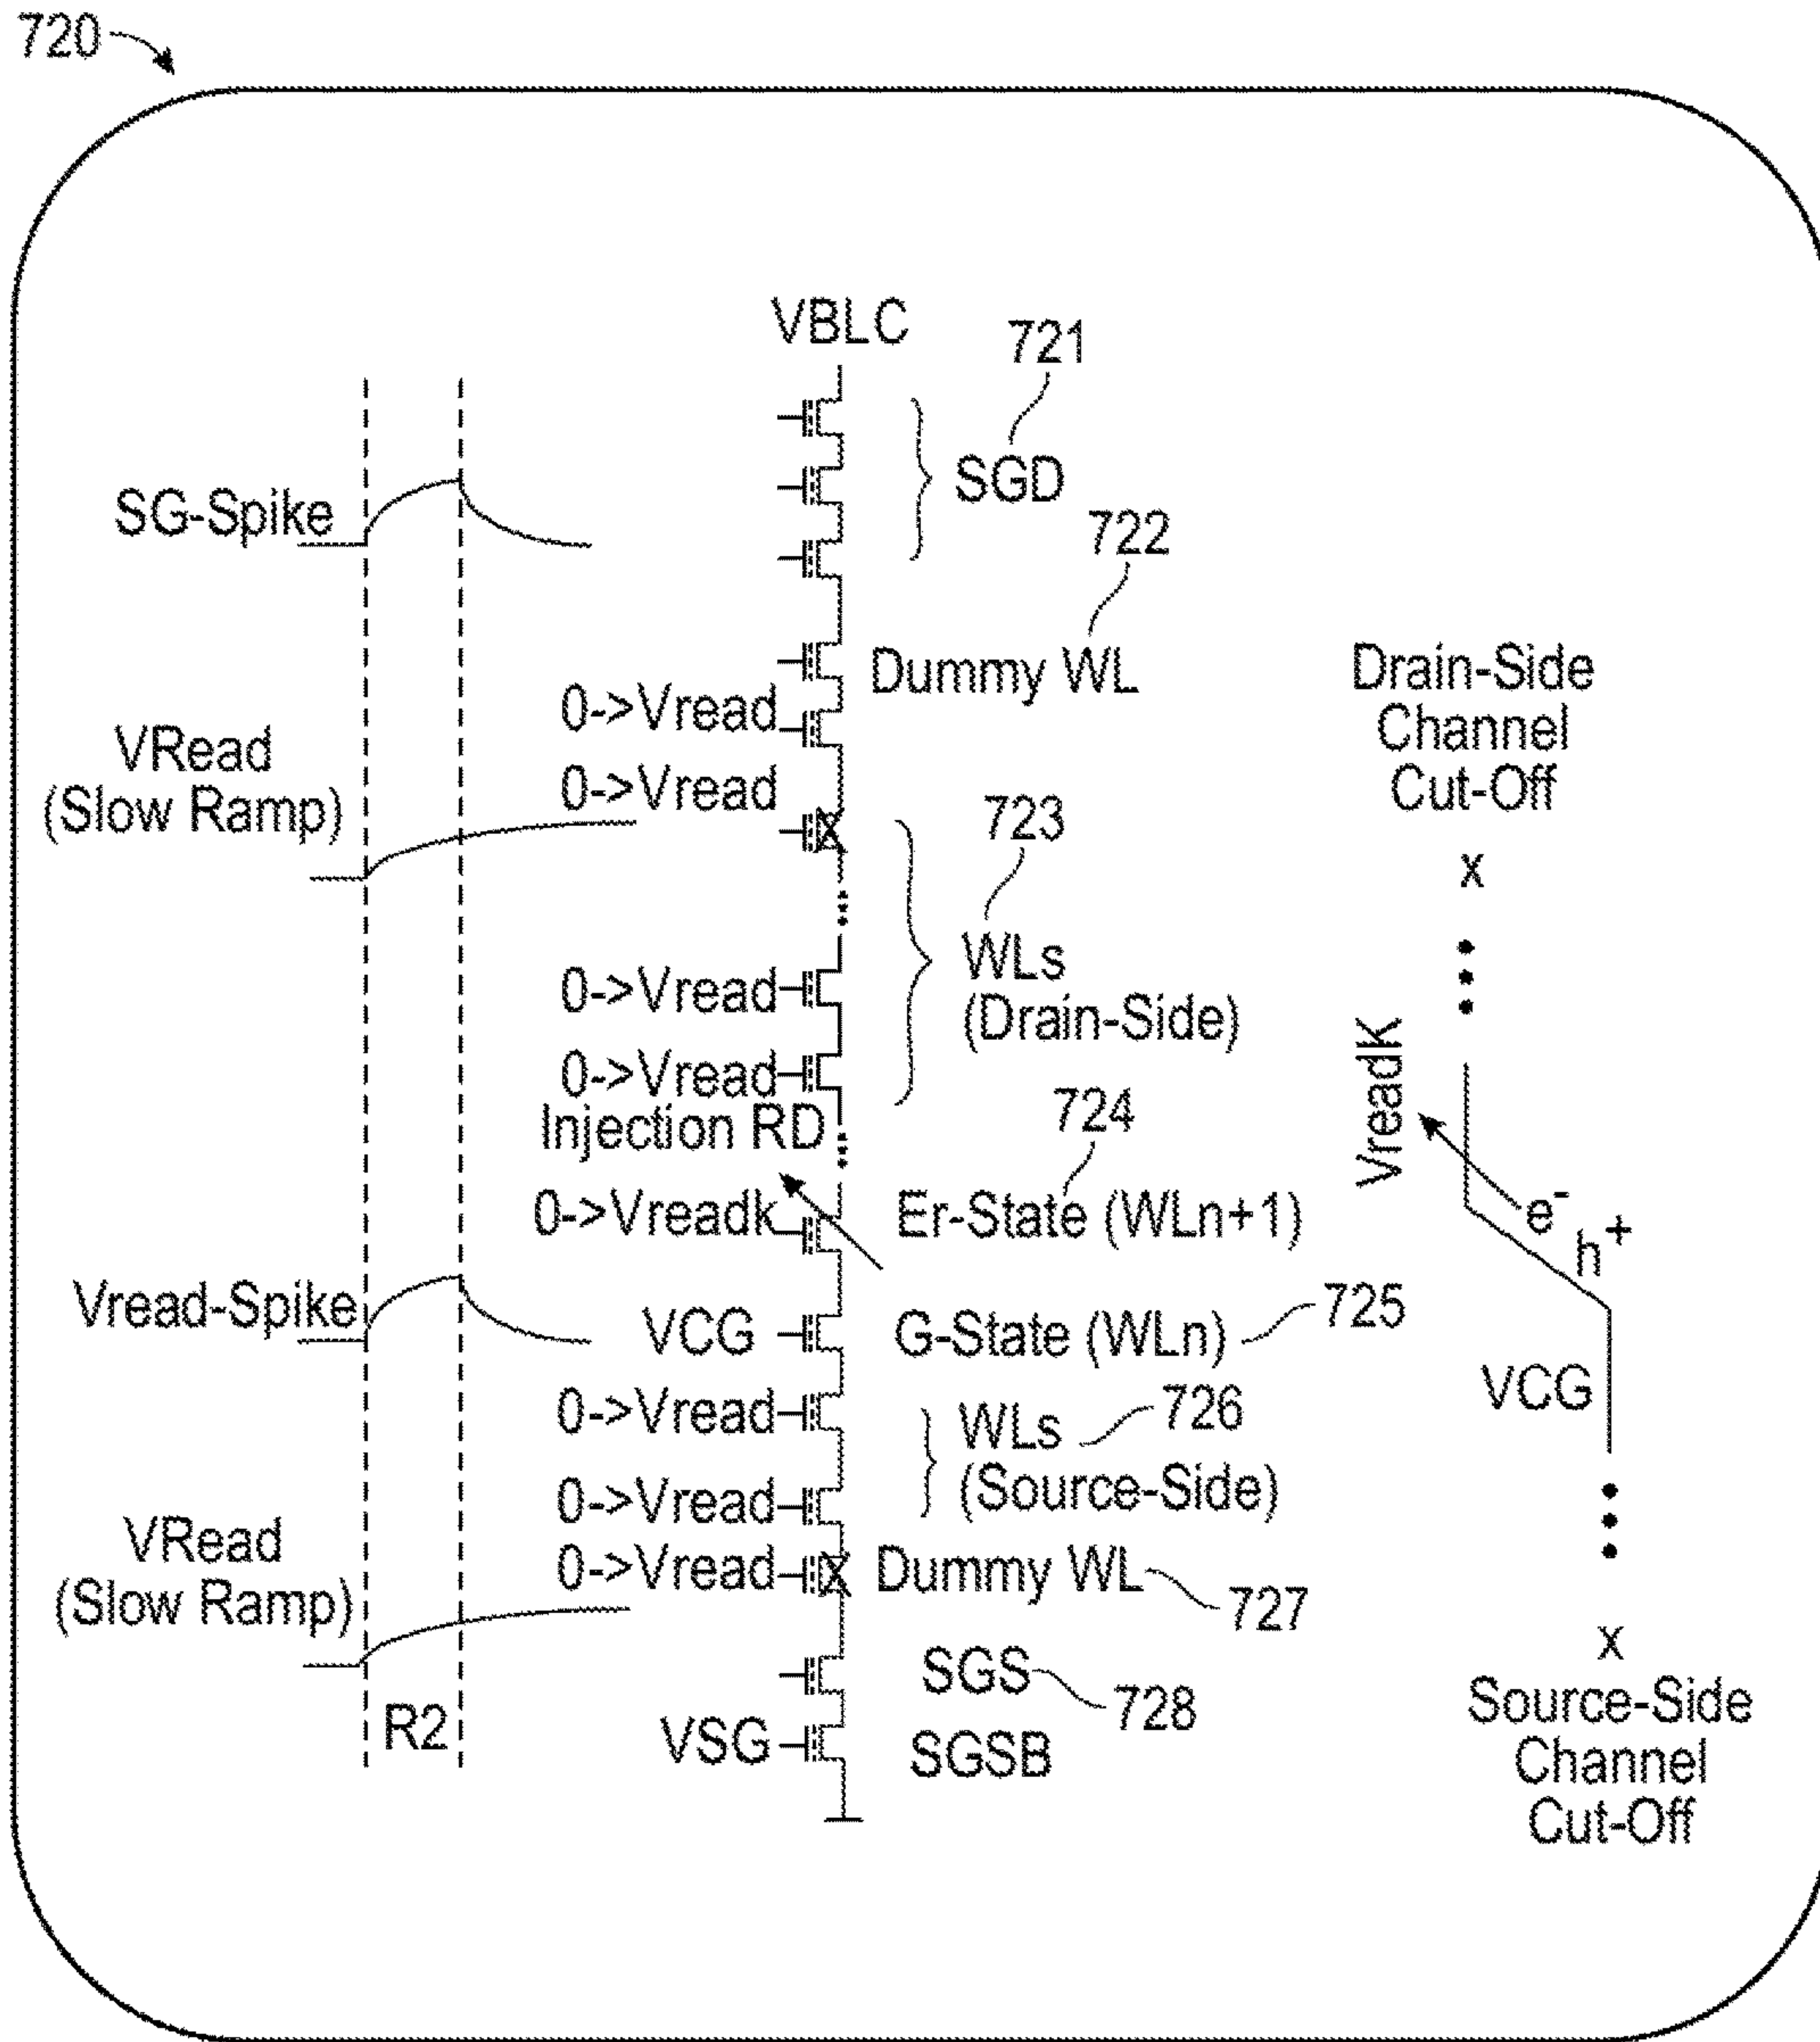 720
VBLC
721
SG-Spike
SGD
722
Dummy WL
0->Vread
VRead
(Slow Ramp)
0->Vread
Drain-Side
Channel
Cut-Off
723
x
WLs
(Drain-Side)
0->Vread
0->Vread
Injection RD
VreadK
724
0->Vreadk
Er-State (WLn+1)
e-
h+
Vread-Spike
VCG
G-State (WLn)
725
VCG
0->Vread
WLs
(Source-Side)
726
0->Vread
VRead
(Slow Ramp)
0->Vread
Dummy WL
727
x
Source-Side
Channel
Cut-Off
SGS
728
R2
VSG
SGSB